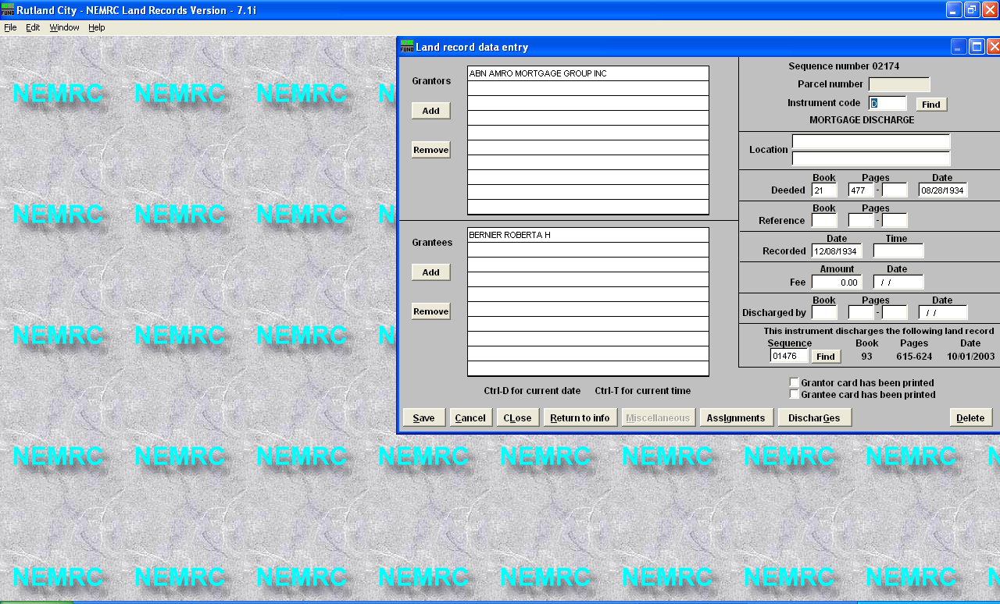 Rutland City - NEMRC Land Records Version - 7.1i
File Edit Window Help
Land record data entry
Grantors
Add
Remove
ABN AMRO MORTGAGE GROUP INC
Grantees
Add
Remove
BERNIER ROBERTA H
Ctrl-D for current date Ctrl-T for current time
Sequence number 02174
Parcel number
Instrument code D Find
MORTGAGE DISCHARGE
Location
Book Pages Date
Deeded 21 477 - 08/28/1934
Book Pages
Reference -
Date Time
Recorded 12/08/1934
Amount Date
Fee 0.00 / /
Book Pages Date
Discharged by - / /
This instrument discharges the following land record
Sequence Book Pages Date
01476 Find 93 615-624 10/01/2003
Grantor card has been printed
Grantee card has been printed
Save Cancel CLose Return to info Miscellaneous AssIgnments DischarGes Delete
NEMRC NEMRC NEMRC NE
NEMRC NEMRC NEMRC NE
NEMRC NEMRC NEMRC NE
NEMRC NEMRC NEMRC NEMRC NEMRC NEMRC NEMRC NEMRC
NEMRC NEMRC NEMRC NEMRC NEMRC NEMRC NEMRC NEMRC